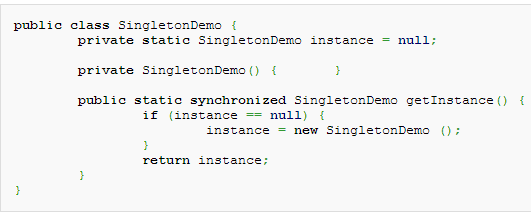 public class SingletonDemo {
        private static SingletonDemo instance = null;

        private SingletonDemo() {       }

        public static synchronized SingletonDemo getInstance() {
                if (instance == null) {
                        instance = new SingletonDemo ();
                }
                return instance;
        }
}